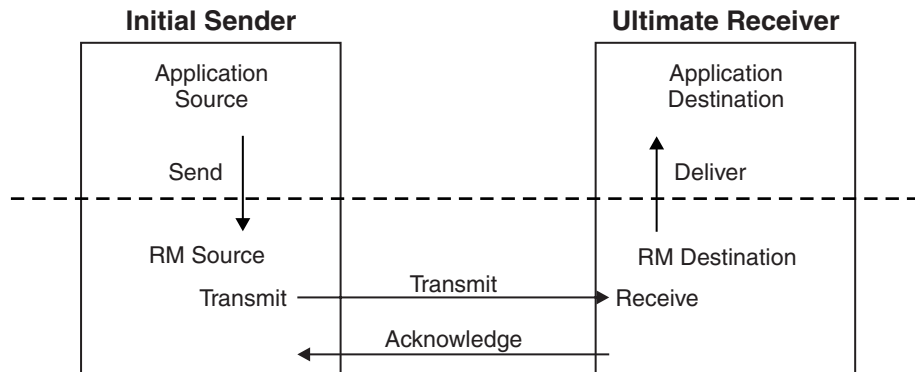 Initial Sender
Ultimate Receiver
Application
Source
Application
Destination
Send
Deliver
RM Source
RM Destination
Transmit
Transmit
Receive
Acknowledge